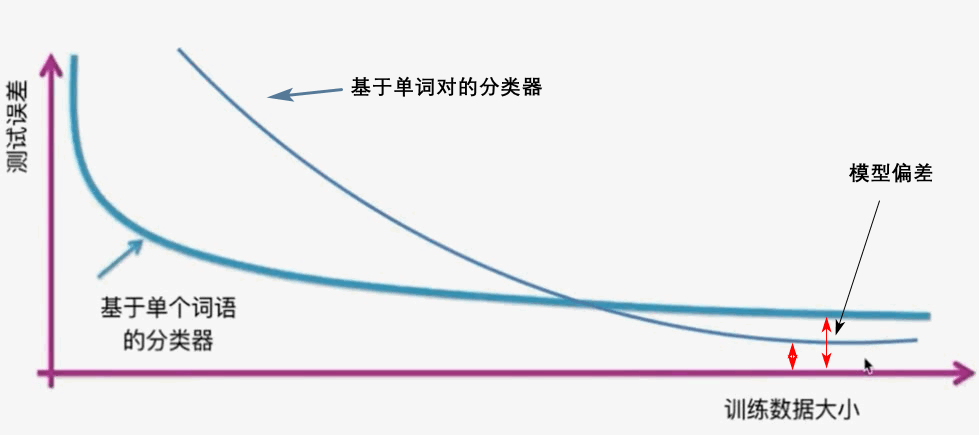 基于单词对的分类器
测试误差
模型偏差
基于单个词语
的分类器
训练数据大小